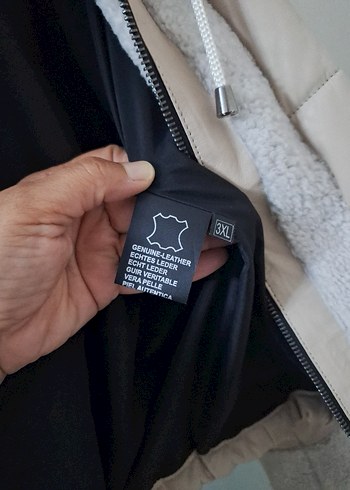 GENUINE-LEATHER
ECHTES LEDER
ECHT LEDER
CUIR VERITABLE
VERA PELLE
PIEL AUTENTICA
3XL